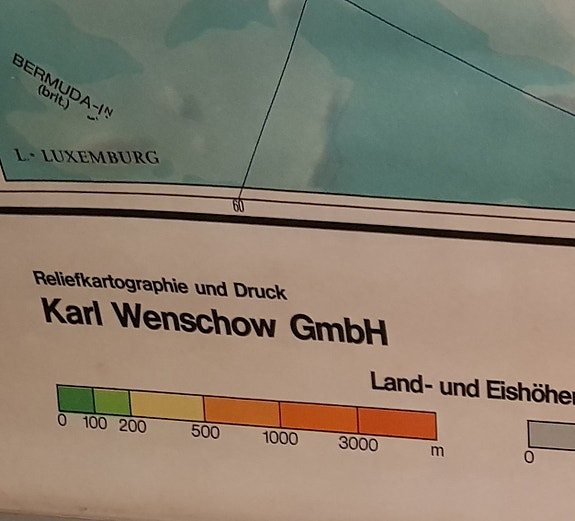 BERMUDA-IN
(brit.)
L - LUXEMBURG
60
Reliefkartographie und Druck
Karl Wenschow GmbH
Land- und Eishöhen
0 100 200 500 1000 3000 m
0